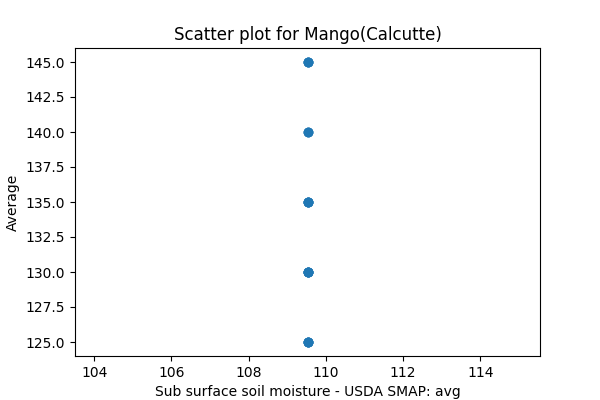 Scatter plot for Mango(Calcutte)
145.0
142.5
140.0
137.5
135.0
132.5
130.0
127.5
125.0
Average
104 106 108 110 112 114
Sub surface soil moisture - USDA SMAP: avg